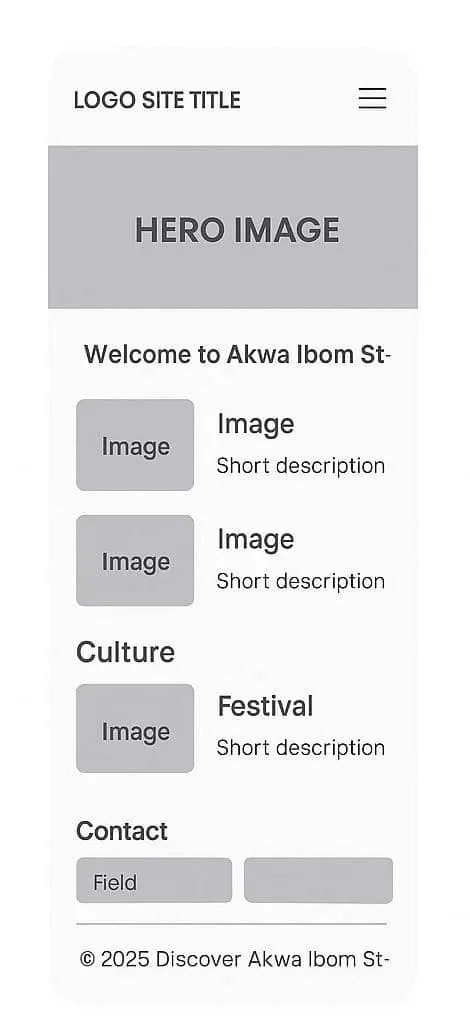 LOGO SITE TITLE
HERO IMAGE
Welcome to Akwa Ibom St-
Image
Image
Short description
Image
Image
Short description
Culture
Image
Festival
Short description
Contact
Field
© 2025 Discover Akwa Ibom St-